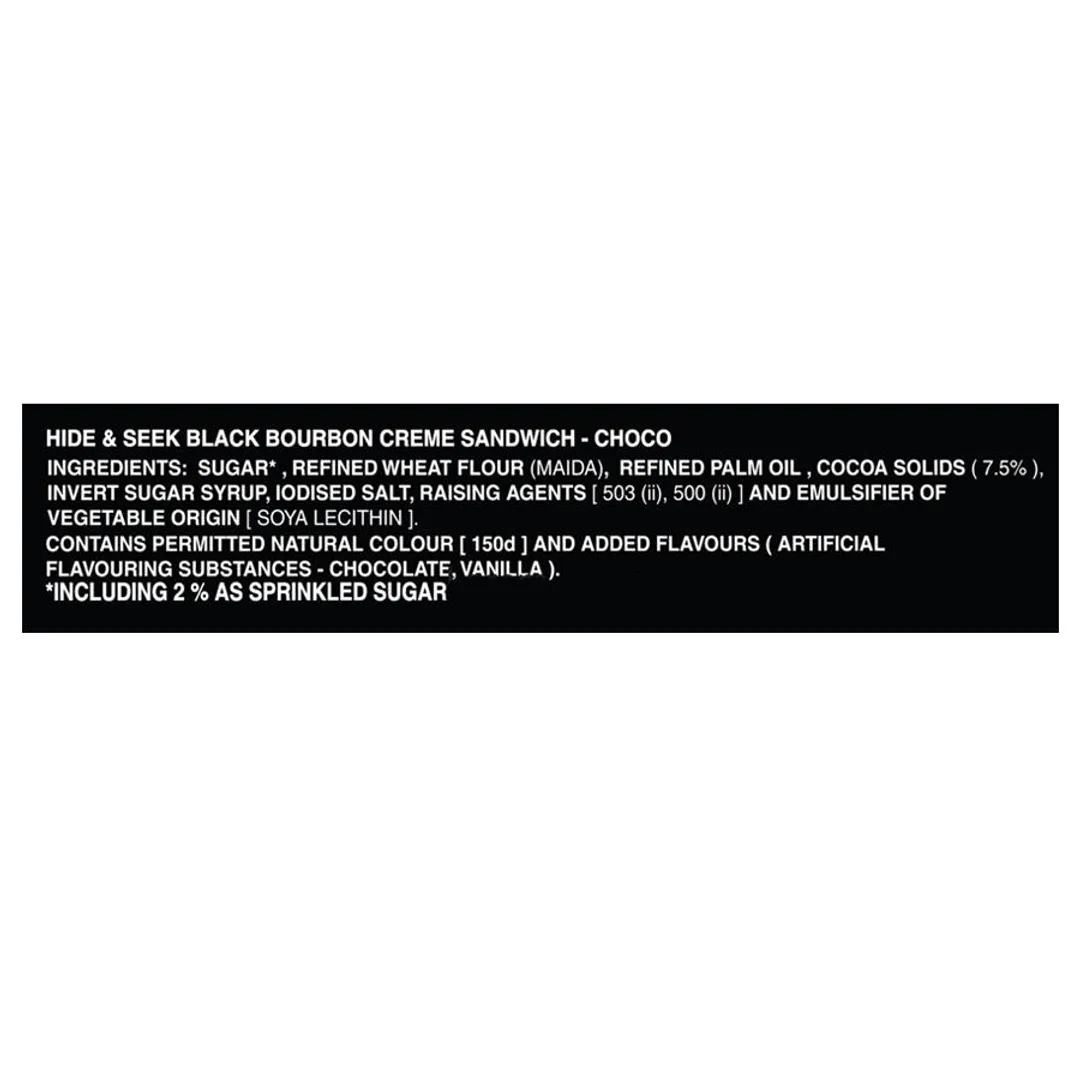 HIDE & SEEK BLACK BOURBON CREME SANDWICH - CHOCO
INGREDIENTS: SUGAR* , REFINED WHEAT FLOUR (MAIDA), REFINED PALM OIL , COCOA SOLIDS ( 7.5% ),
INVERT SUGAR SYRUP, IODISED SALT, RAISING AGENTS [ 503 (ii), 500 (ii) ] AND EMULSIFIER OF
VEGETABLE ORIGIN [ SOYA LECITHIN ].
CONTAINS PERMITTED NATURAL COLOUR [ 150d ] AND ADDED FLAVOURS ( ARTIFICIAL
FLAVOURING SUBSTANCES - CHOCOLATE, VANILLA ).
*INCLUDING 2 % AS SPRINKLED SUGAR